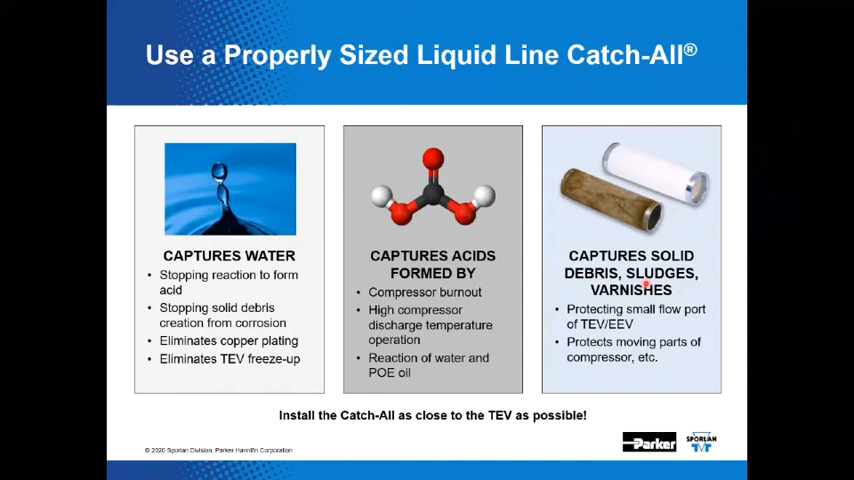 Use a Properly Sized Liquid Line Catch-All®
CAPTURES WATER
• Stopping reaction to form
acid
• Stopping solid debris
creation from corrosion
• Eliminates copper plating
• Eliminates TEV freeze-up
CAPTURES ACIDS
FORMED BY
• Compressor burnout
• High compressor
discharge temperature
operation
• Reaction of water and
POE oil
CAPTURES SOLID
DEBRIS, SLUDGES,
VARNISHES
• Protecting small flow port
of TEV/EEV
• Protects moving parts of
compressor, etc.
Install the Catch-All as close to the TEV as possible!
© 2020 Sporlan Division, Parker Hannifin Corporation
Parker
SPORLAN